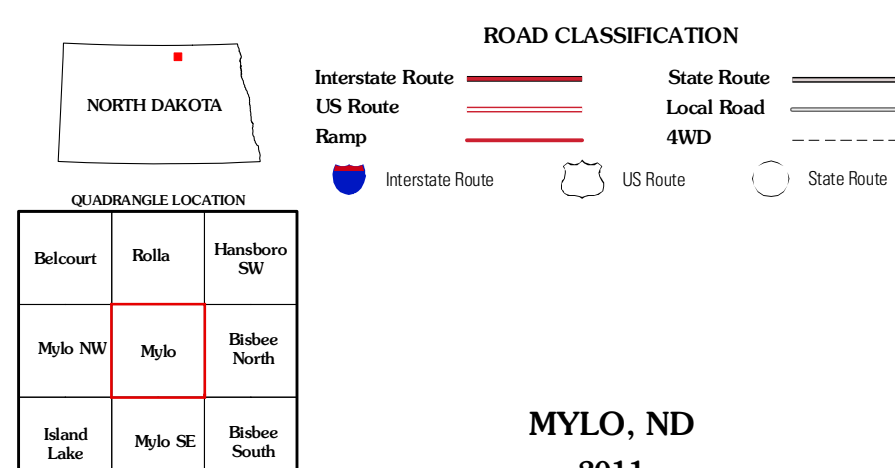 ROAD CLASSIFICATION
Interstate Route
State Route
US Route
Local Road
Ramp
4WD
Interstate Route
US Route
State Route
NORTH DAKOTA
QUADRANGLE LOCATION
Belcourt
Rolla
Hansboro
SW
Mylo NW
Mylo
Bisbee
North
Island
Lake
Mylo SE
Bisbee
South
MYLO, ND
2011